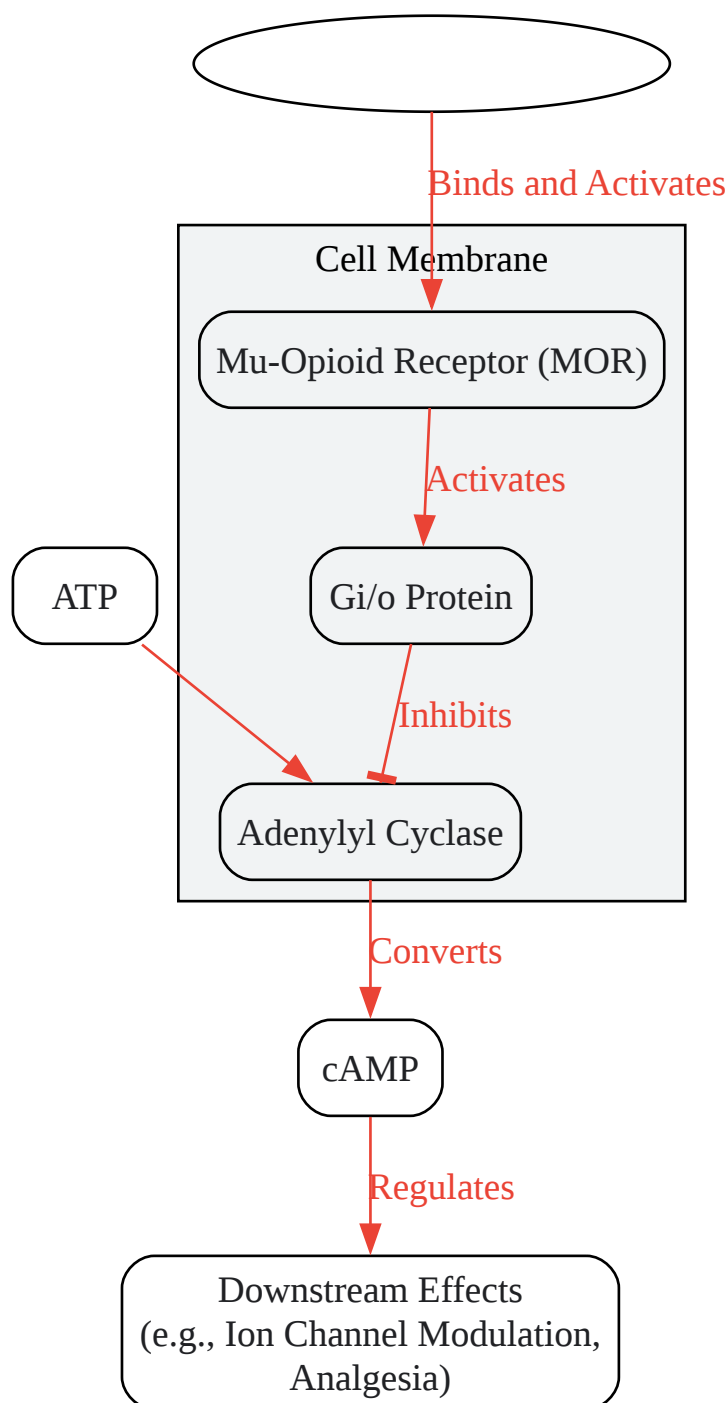 Binds and Activates
Cell Membrane
Mu-Opioid Receptor (MOR)
Activates
ATP
Gi/o Protein
Inhibits
Adenylyl Cyclase
Converts
cAMP
Regulates
Downstream Effects
(e.g., Ion Channel Modulation,
Analgesia)